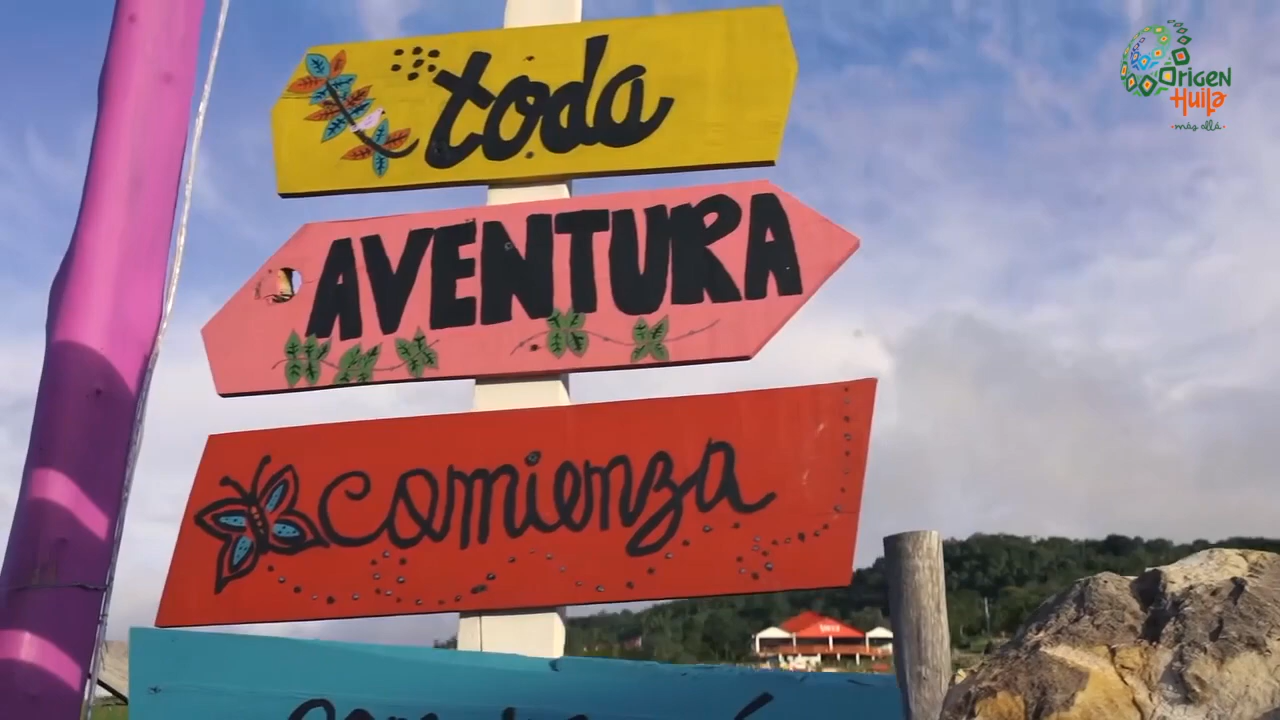 toda
AVENTURA
comienza
ORIGEN
Huila
·más allá·